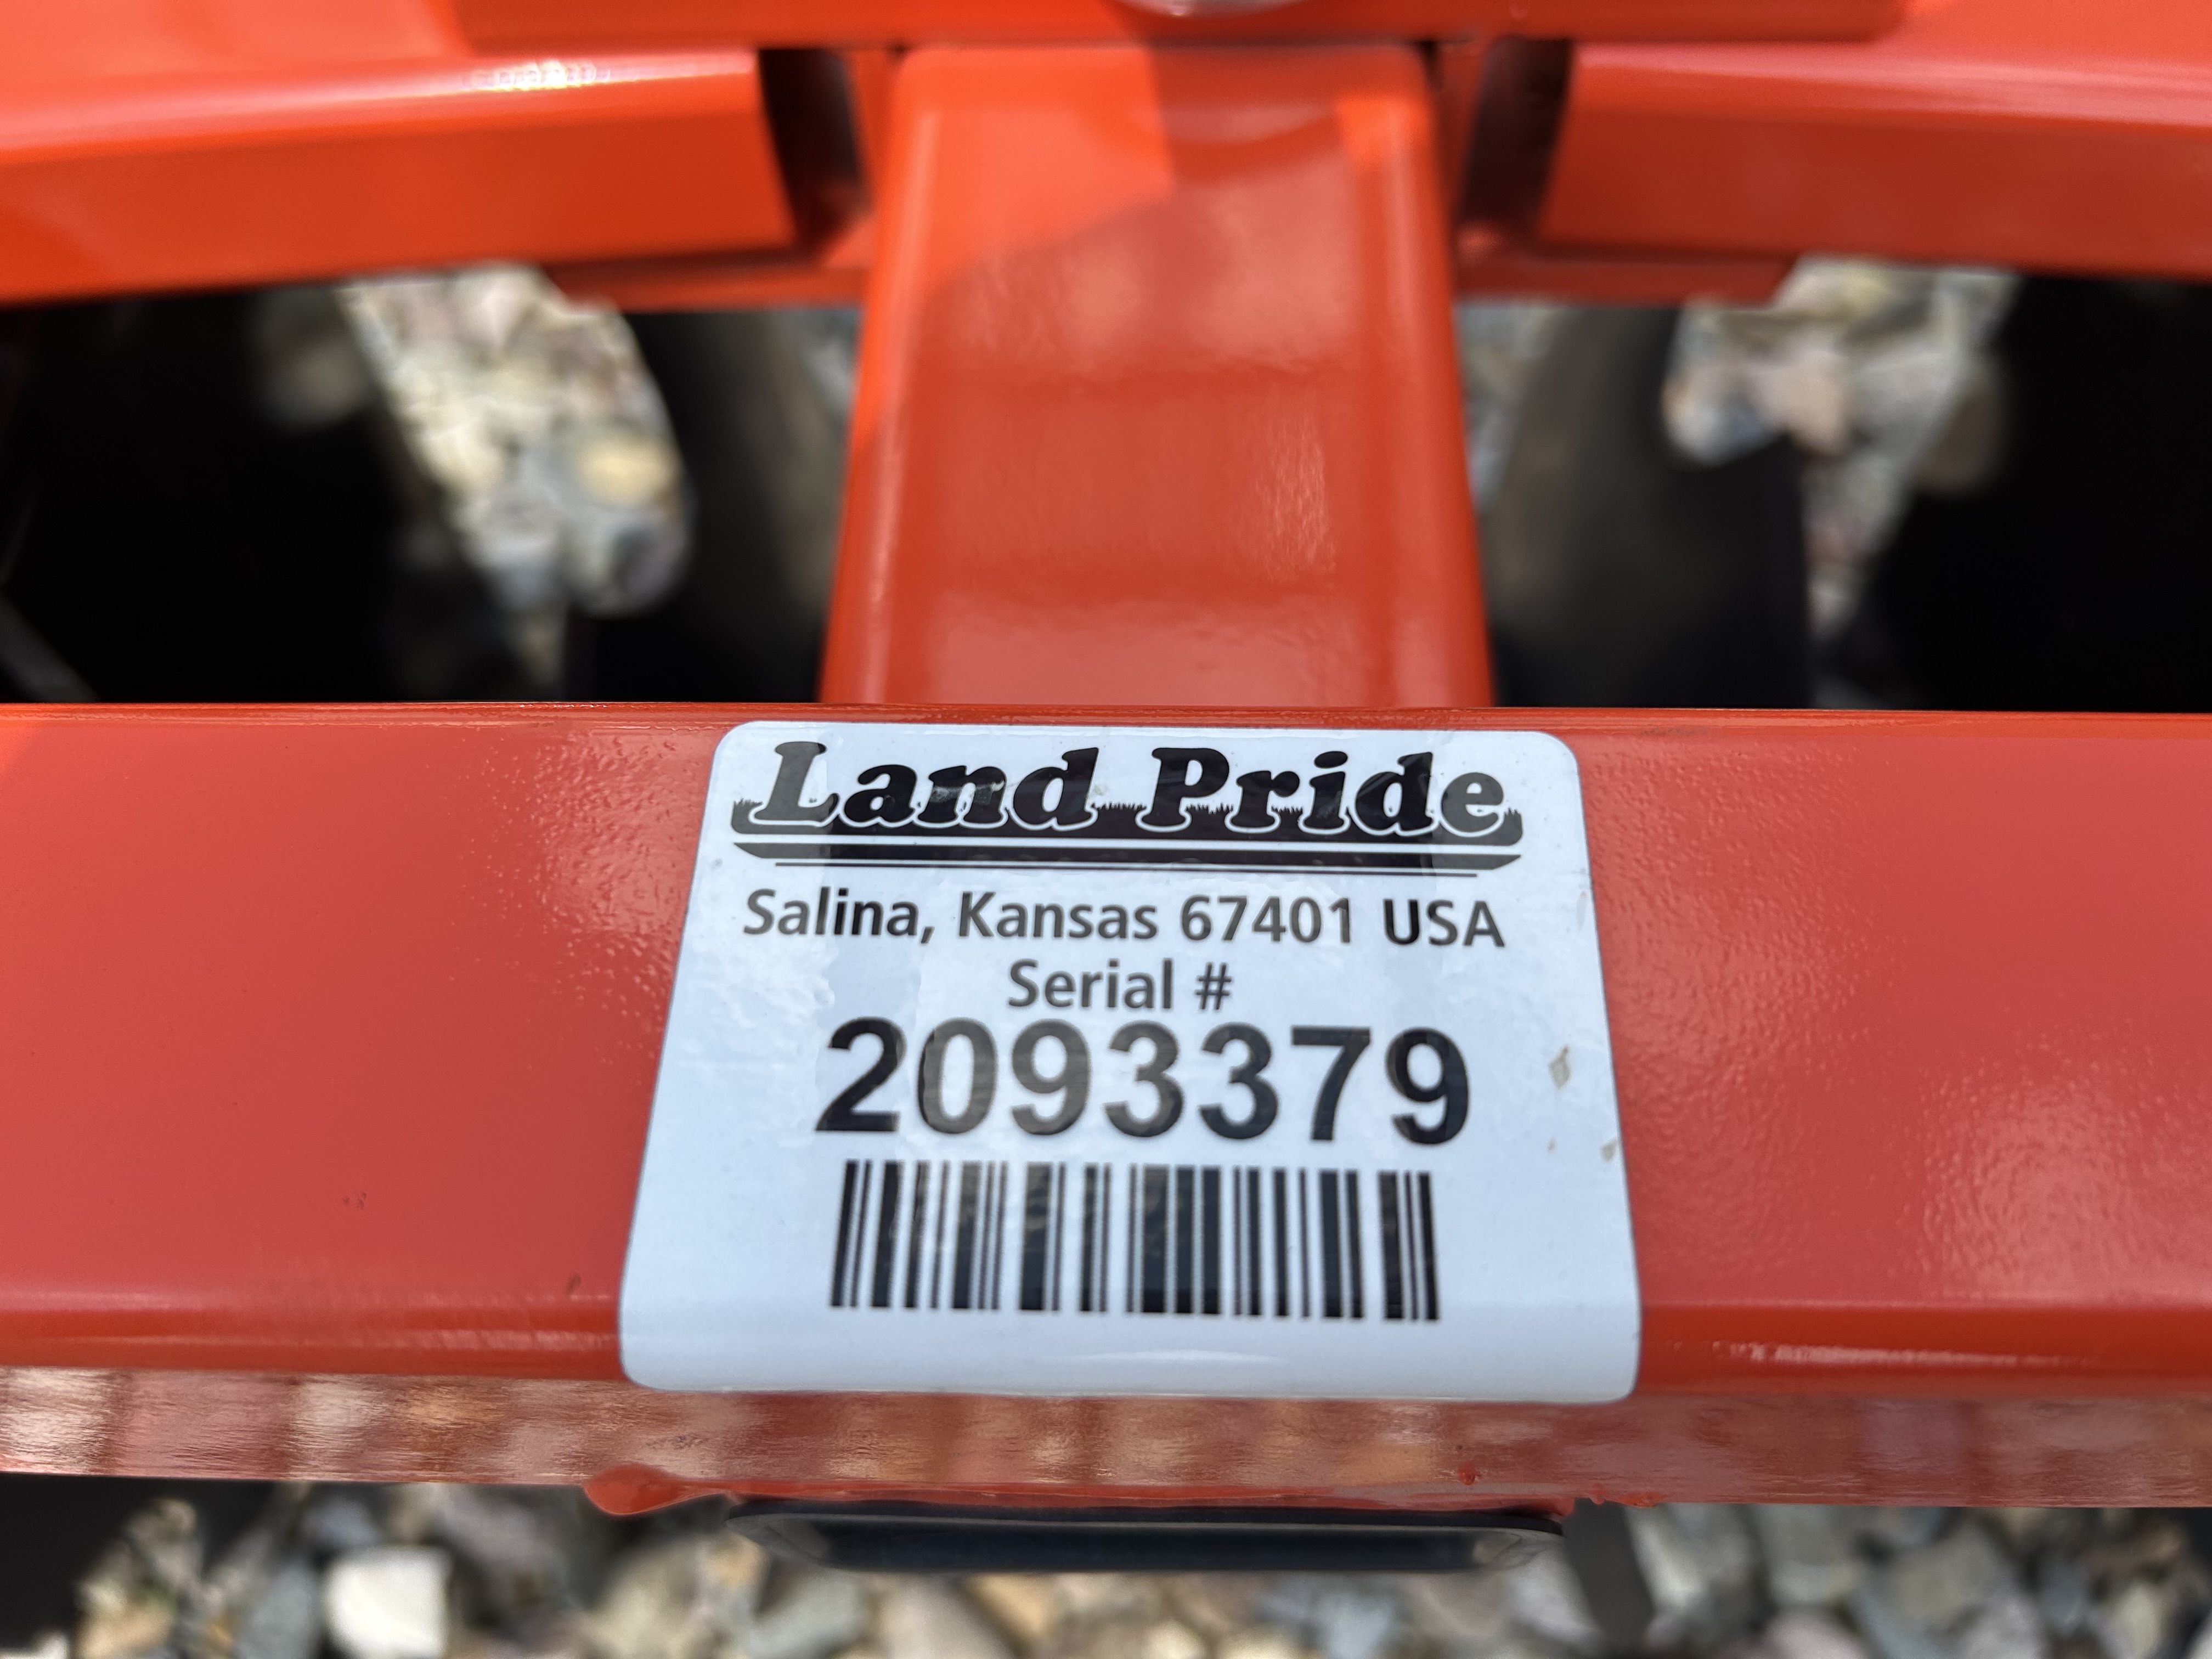 Land Pride
Salina, Kansas 67401 USA
Serial #
2093379